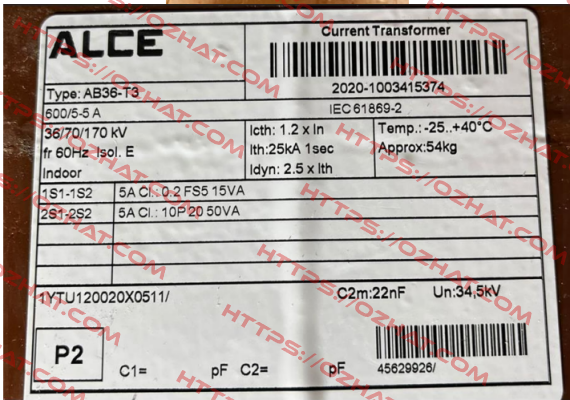 ALCE
Current Transformer
Type: AB36-T3
2020-1003415374
600/5-5 A
IEC 61869-2
36/70/170 kV
fr 60Hz Isol. E
Indoor
Icth: 1.2 x In
Ith:25kA 1sec
Idyn: 2.5 x Ith
Temp.: -25..+40°C
Approx:54kg
1S1-1S2 5A Cl.: 0.2 FS5 15VA
2S1-2S2 5A Cl.: 10P 20 50VA
1YTU120020X0511/
C2m:22nF Un:34,5kV
P2
C1= pF C2= pF
45629926/
HTTPS://OZHAT.COM/